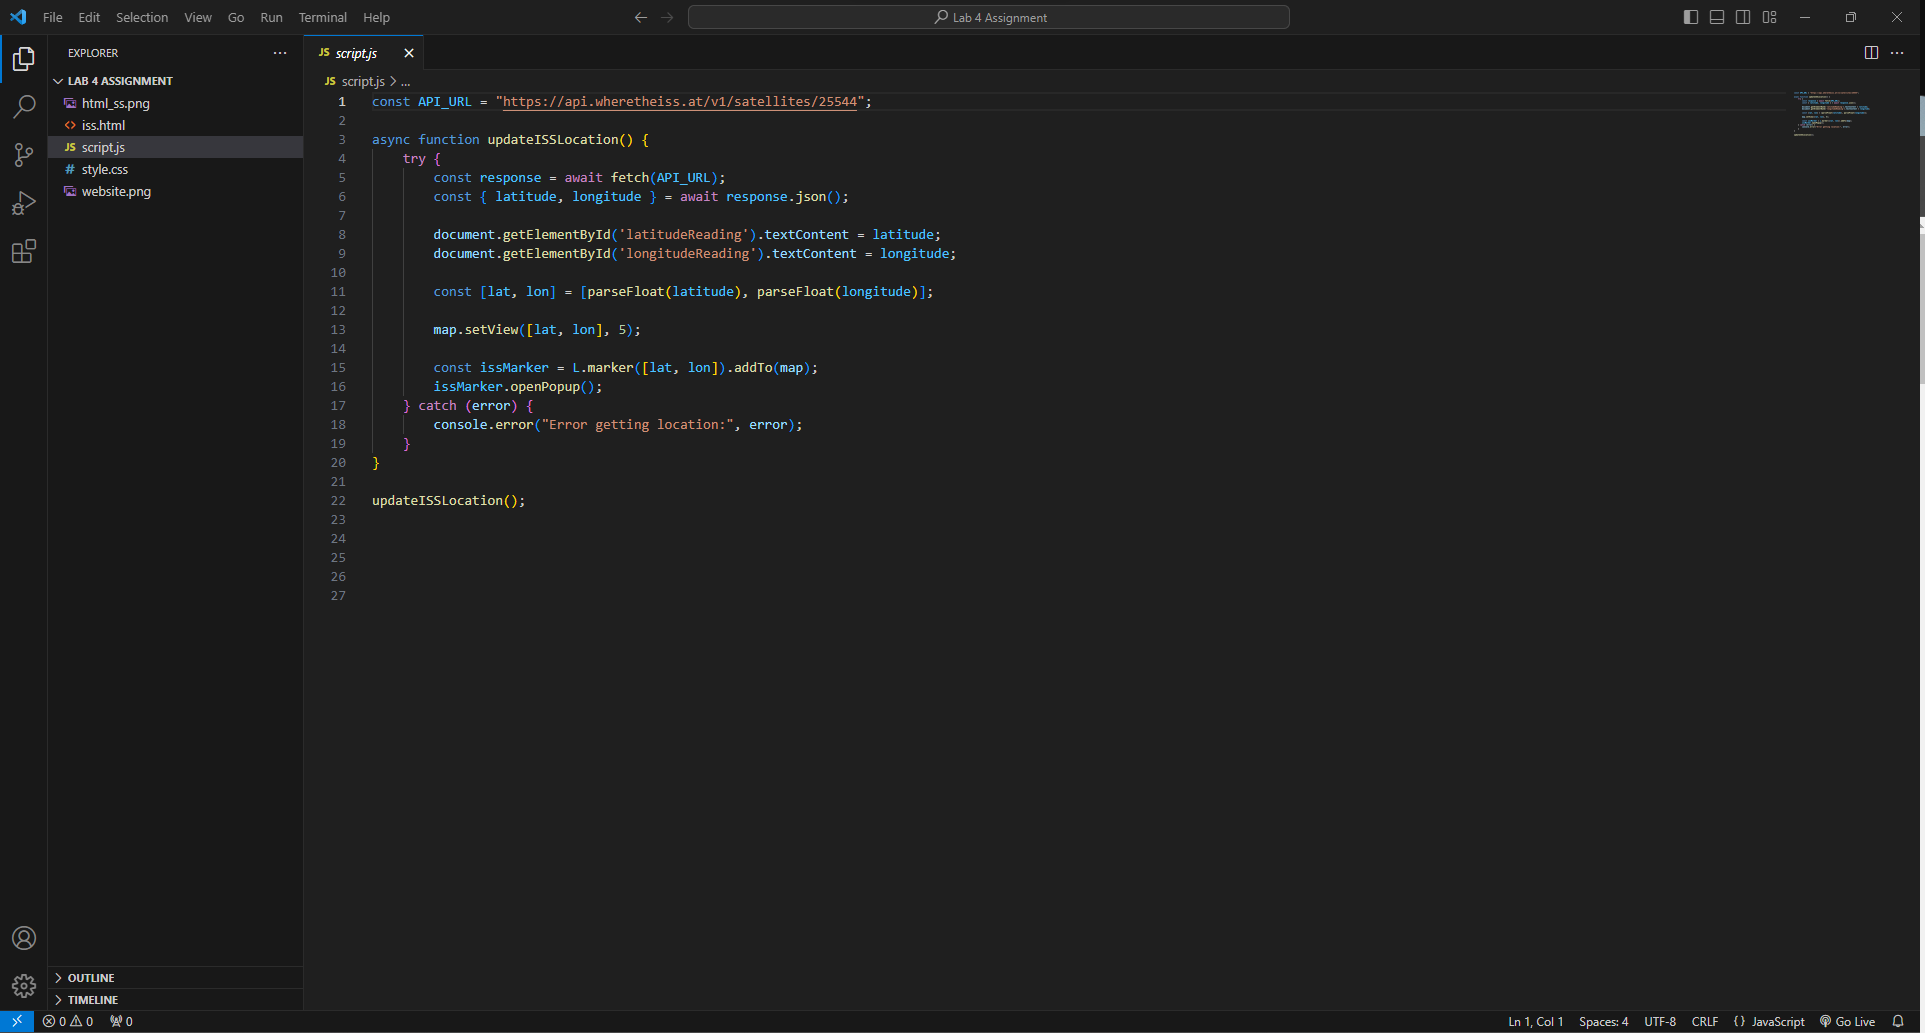 File Edit Selection View Go Run Terminal Help
Lab 4 Assignment
EXPLORER
LAB 4 ASSIGNMENT
html_ss.png
iss.html
JS script.js
# style.css
website.png
OUTLINE
TIMELINE
JS script.js
JS script.js > ...
1 const API_URL = "https://api.wheretheiss.at/v1/satellites/25544";
2
3 async function updateISSLocation() {
4     try {
5         const response = await fetch(API_URL);
6         const { latitude, longitude } = await response.json();
7
8         document.getElementById('latitudeReading').textContent = latitude;
9         document.getElementById('longitudeReading').textContent = longitude;
10
11         const [lat, lon] = [parseFloat(latitude), parseFloat(longitude)];
12
13         map.setView([lat, lon], 5);
14
15         const issMarker = L.marker([lat, lon]).addTo(map);
16         issMarker.openPopup();
17     } catch (error) {
18         console.error("Error getting location:", error);
19     }
20 }
21
22 updateISSLocation();
23
24
25
26
27
0 0 0
Ln 1, Col 1 Spaces: 4 UTF-8 CRLF {} JavaScript Go Live